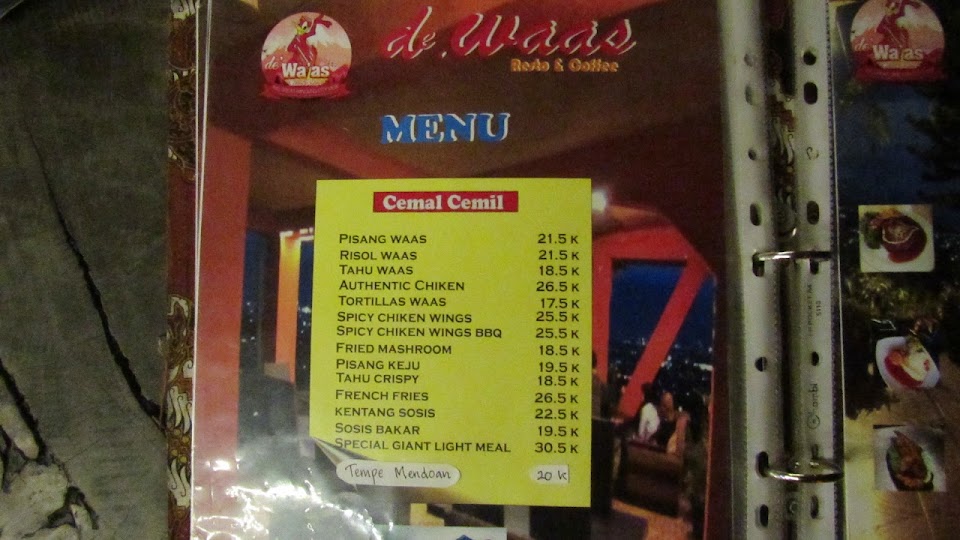 de Waas
de.Waas
Resto & Coffee
MENU
Cemal Cemil
PISANG WAAS 21.5 K
RISOL WAAS 21.5 K
TAHU WAAS 18.5 K
AUTHENTIC CHIKEN 26.5 K
TORTILLAS WAAS 17.5 K
SPICY CHIKEN WINGS 25.5 K
SPICY CHIKEN WINGS BBQ 25.5 K
FRIED MASHROOM 18.5 K
PISANG KEJU 19.5 K
TAHU CRISPY 18.5 K
FRENCH FRIES 26.5 K
KENTANG SOSIS 22.5 K
SOSIS BAKAR 19.5 K
SPECIAL GIANT LIGHT MEAL 30.5 K
Tempe Mendoan 20 K
de Waas